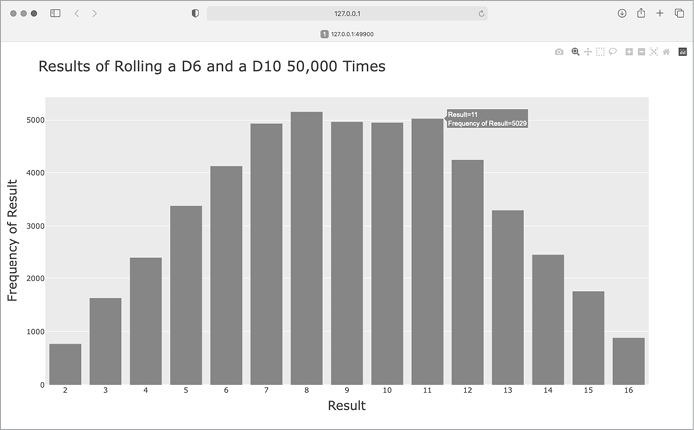 127.0.0.1
1 127.0.0.1:49900
Results of Rolling a D6 and a D10 50,000 Times
5000
4000
3000
2000
1000
0
Frequency of Result
Result=11
Frequency of Result=5029
2 3 4 5 6 7 8 9 10 11 12 13 14 15 16
Result